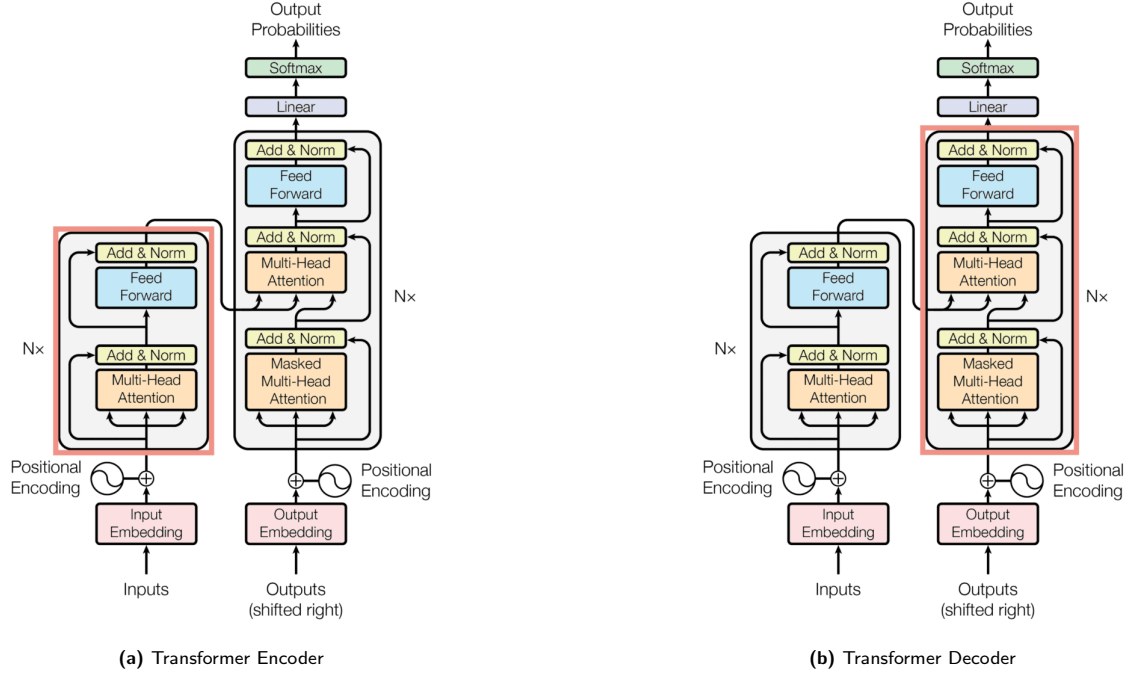 Output
Probabilities
Softmax
Linear
Add & Norm
Feed
Forward
Add & Norm
Multi-Head
Attention
Add & Norm
Masked
Multi-Head
Attention
N×
Add & Norm
Feed
Forward
N×
Add & Norm
Multi-Head
Attention
Positional
Encoding
Positional
Encoding
Input
Embedding
Output
Embedding
Inputs
Outputs
(shifted right)
(a) Transformer Encoder
Output
Probabilities
Softmax
Linear
Add & Norm
Feed
Forward
Add & Norm
Multi-Head
Attention
Add & Norm
Masked
Multi-Head
Attention
N×
Add & Norm
Feed
Forward
N×
Add & Norm
Multi-Head
Attention
Positional
Encoding
Positional
Encoding
Input
Embedding
Output
Embedding
Inputs
Outputs
(shifted right)
(b) Transformer Decoder